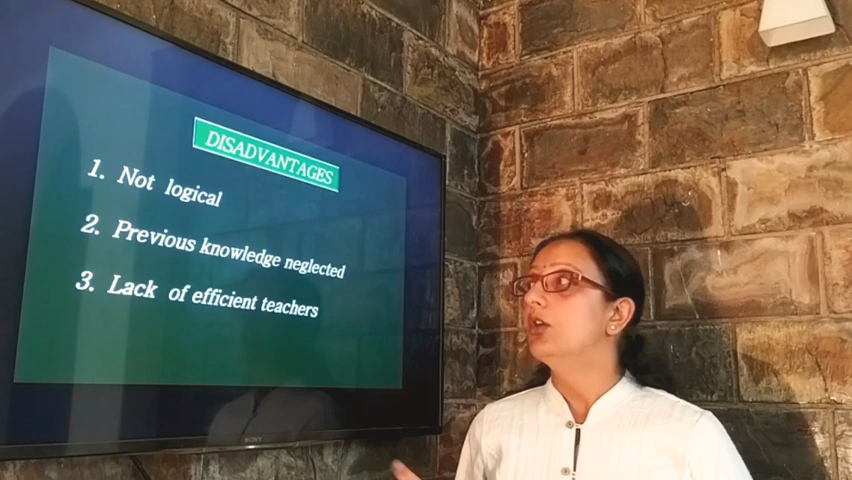 DISADVANTAGES
1. Not logical
2. Previous knowledge neglected
3. Lack of efficient teachers
SONY